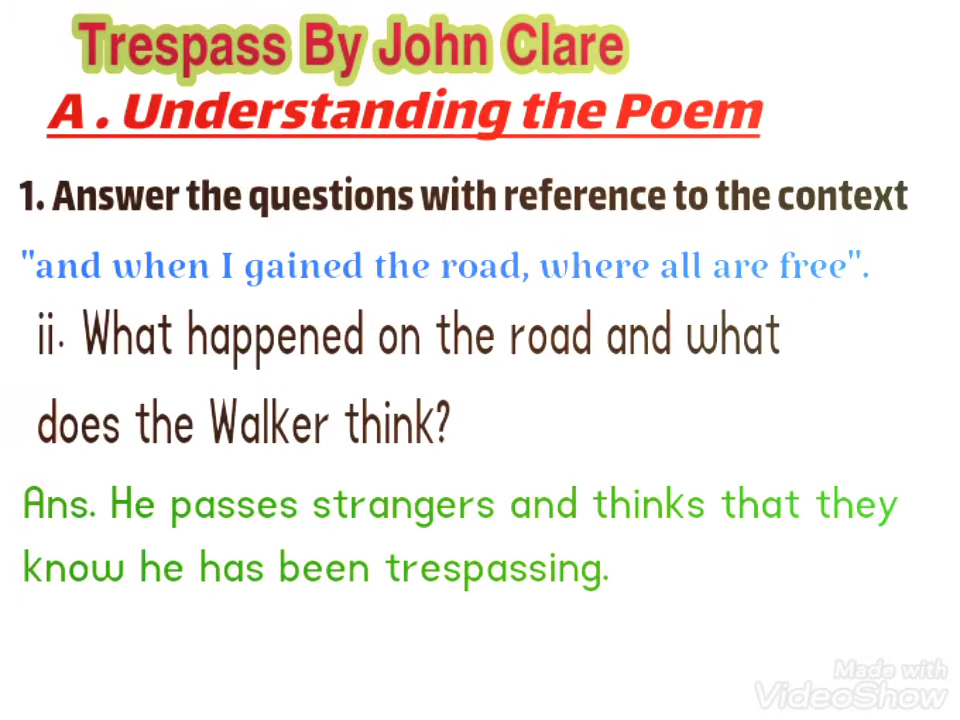 Trespass By John Clare
A . Understanding the Poem
1. Answer the questions with reference to the context
"and when I gained the road, where all are free".
ii. What happened on the road and what
does the Walker think?
Ans. He passes strangers and thinks that they
know he has been trespassing.
Made with
VideoShow